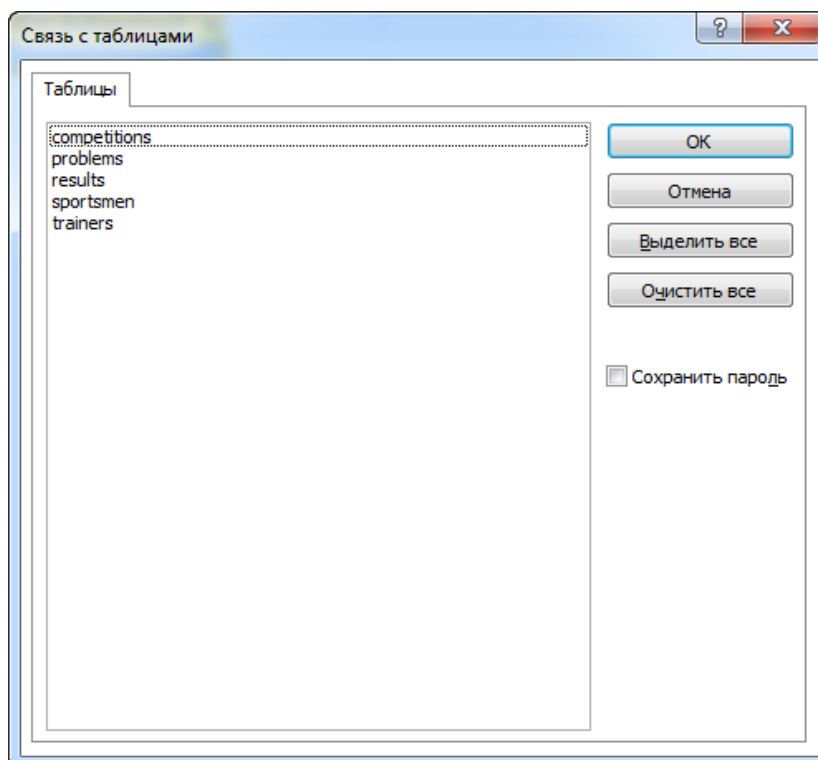 Связь с таблицами
Таблицы
competitions
problems
results
sportsmen
trainers
ОК
Отмена
Выделить все
Очистить все
Сохранить пароль